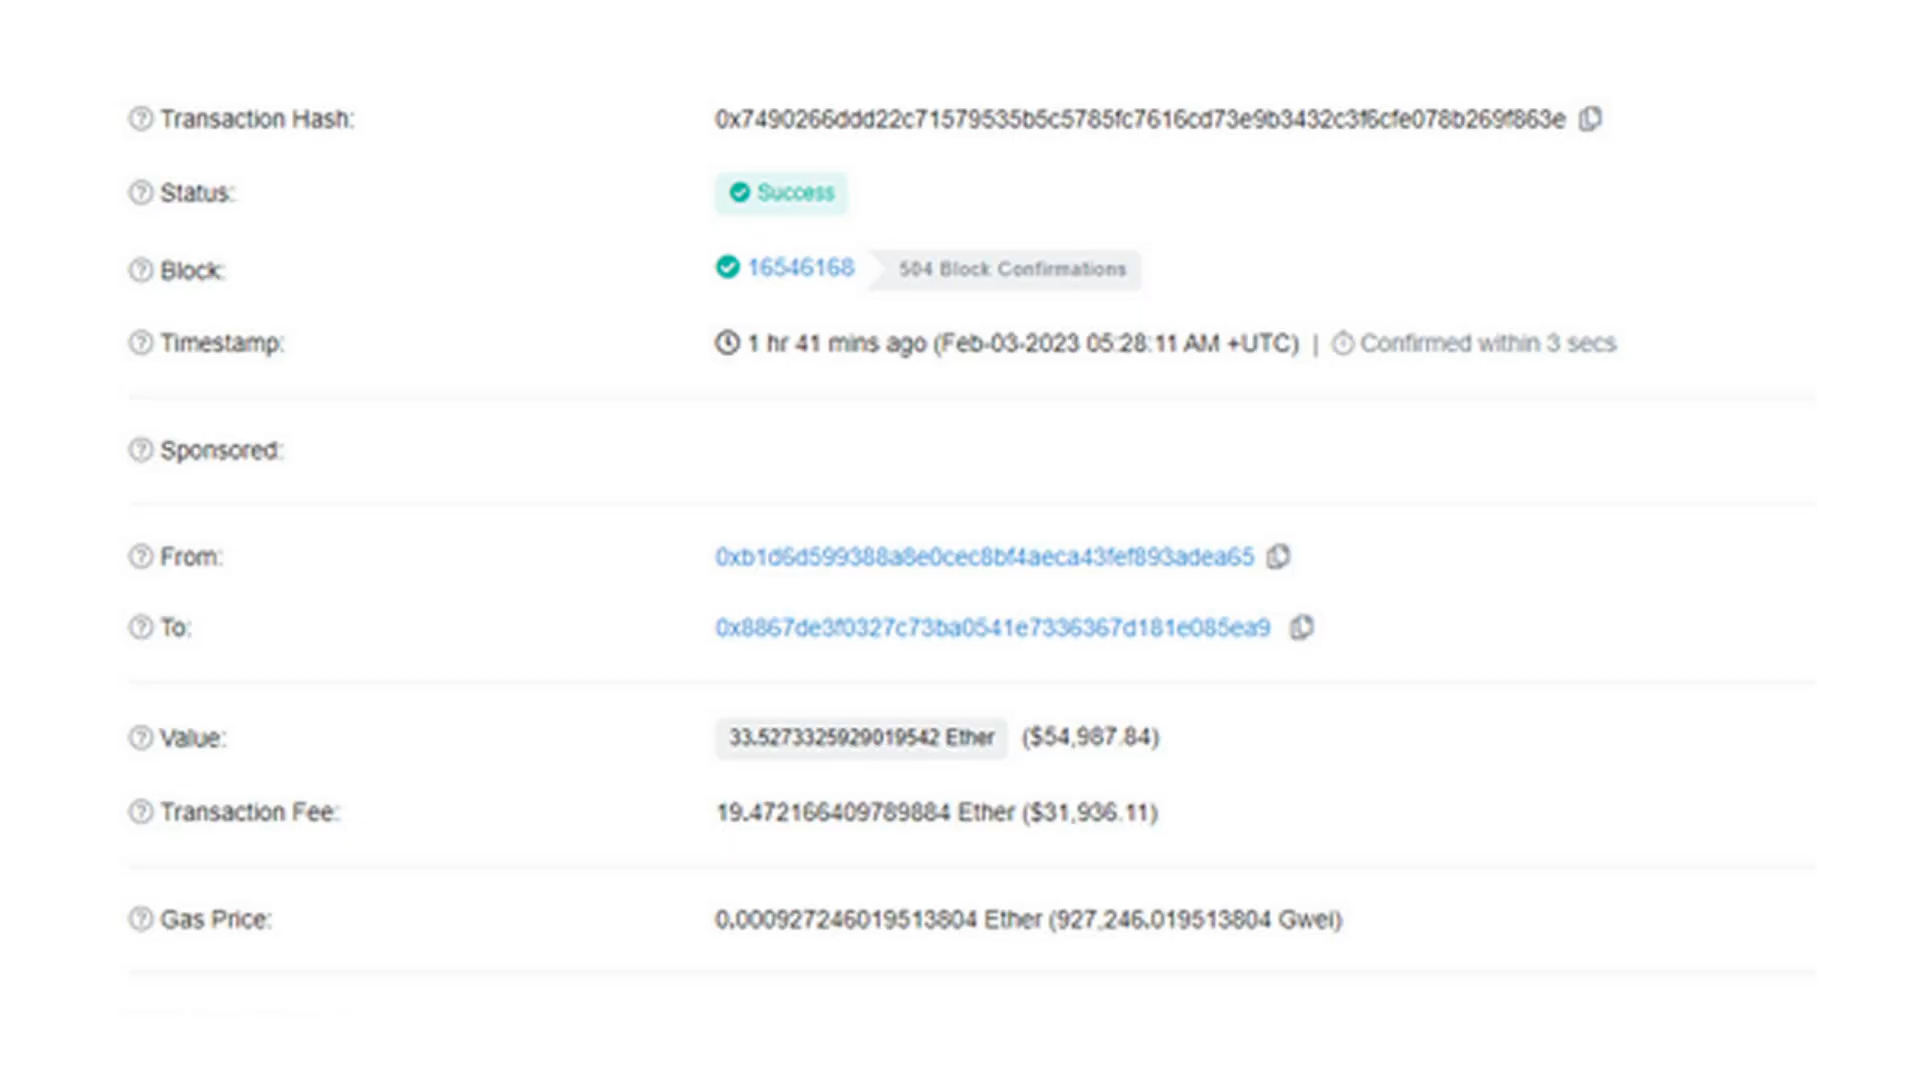 Transaction Hash: 0x7490266ddd22c71579535b5c5785fc7616cd73e9b3432c3f6cfe078b269f863e
Status: Success
Block: 16546168 504 Block Confirmations
Timestamp: 1 hr 41 mins ago (Feb-03-2023 05:28:11 AM +UTC) | Confirmed within 3 secs
Sponsored:
From: 0xb1d6d599388a8e0cec8bf4aeca43fef893adea65
To: 0x8867de3f0327c73ba0541e7336367d181e085ea9
Value: 33.5273325929019542 Ether ($54,987.84)
Transaction Fee: 19.472166409789884 Ether ($31,936.11)
Gas Price: 0.000927246019513804 Ether (927,246.019513804 Gwei)